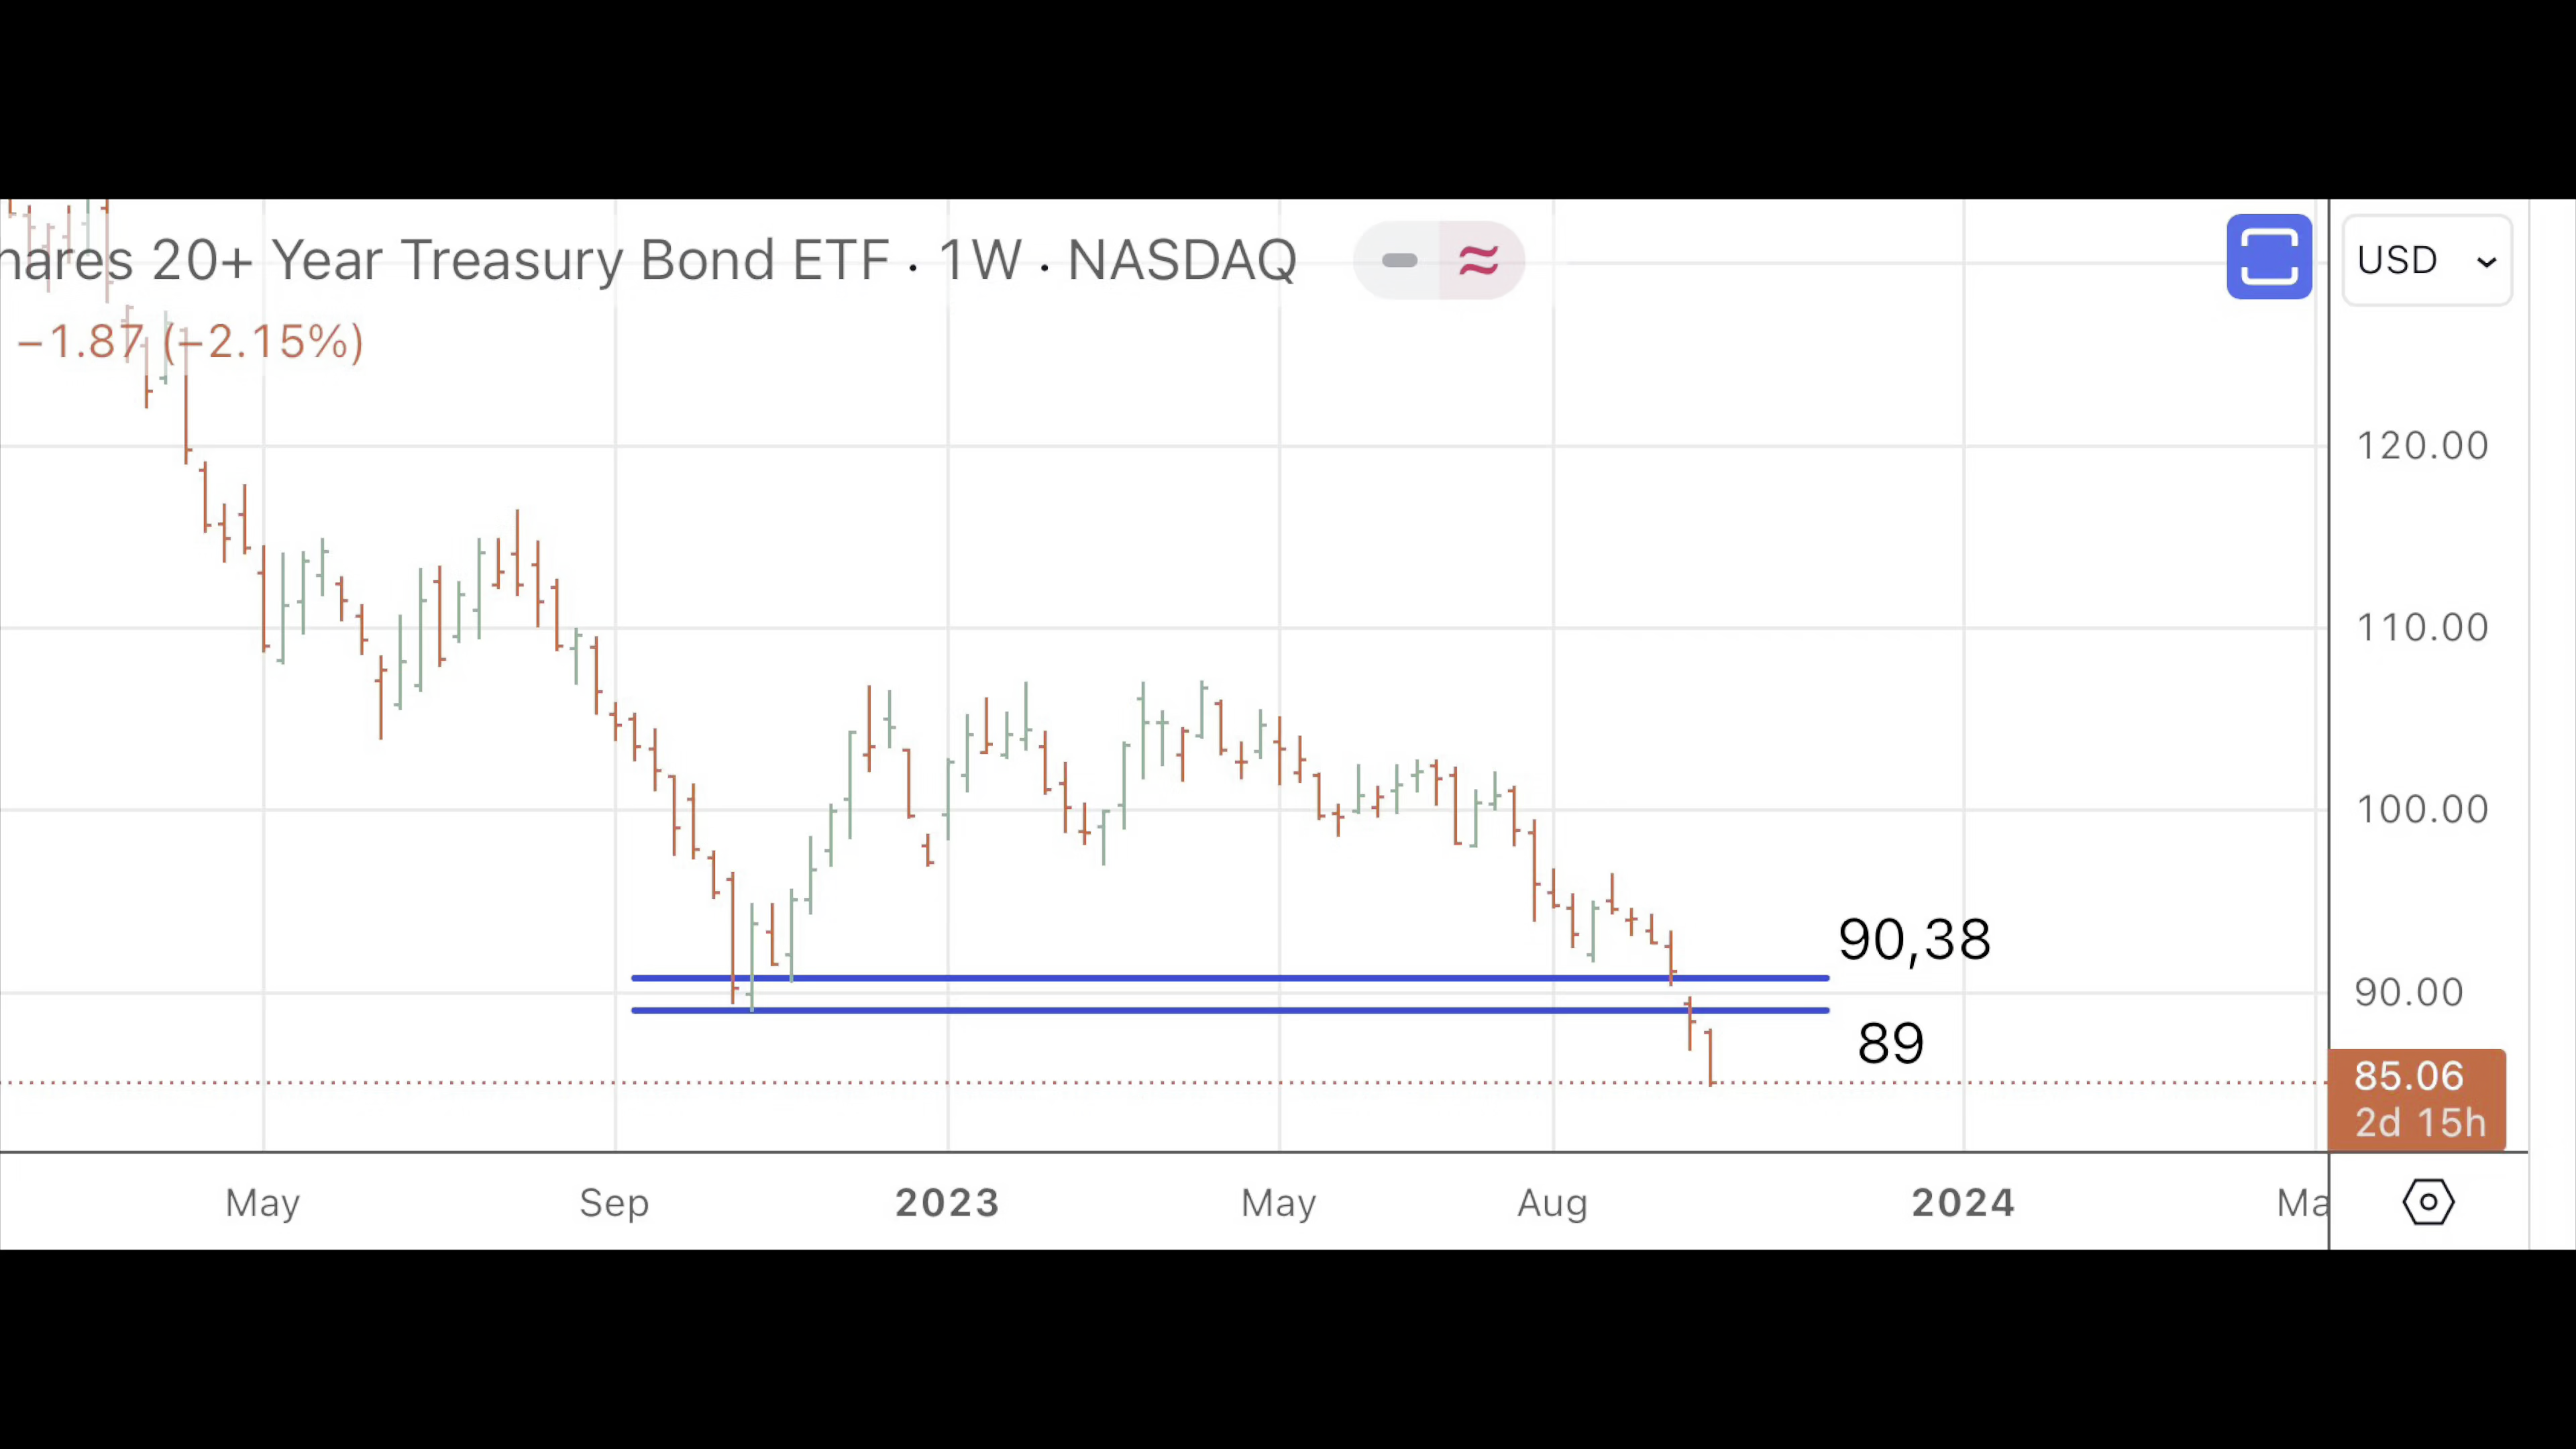 hares 20+ Year Treasury Bond ETF · 1W · NASDAQ
USD
−1.87 (−2.15%)
120.00
110.00
100.00
90,38
90.00
89
85.06
2d 15h
May Sep 2023 May Aug 2024 Ma